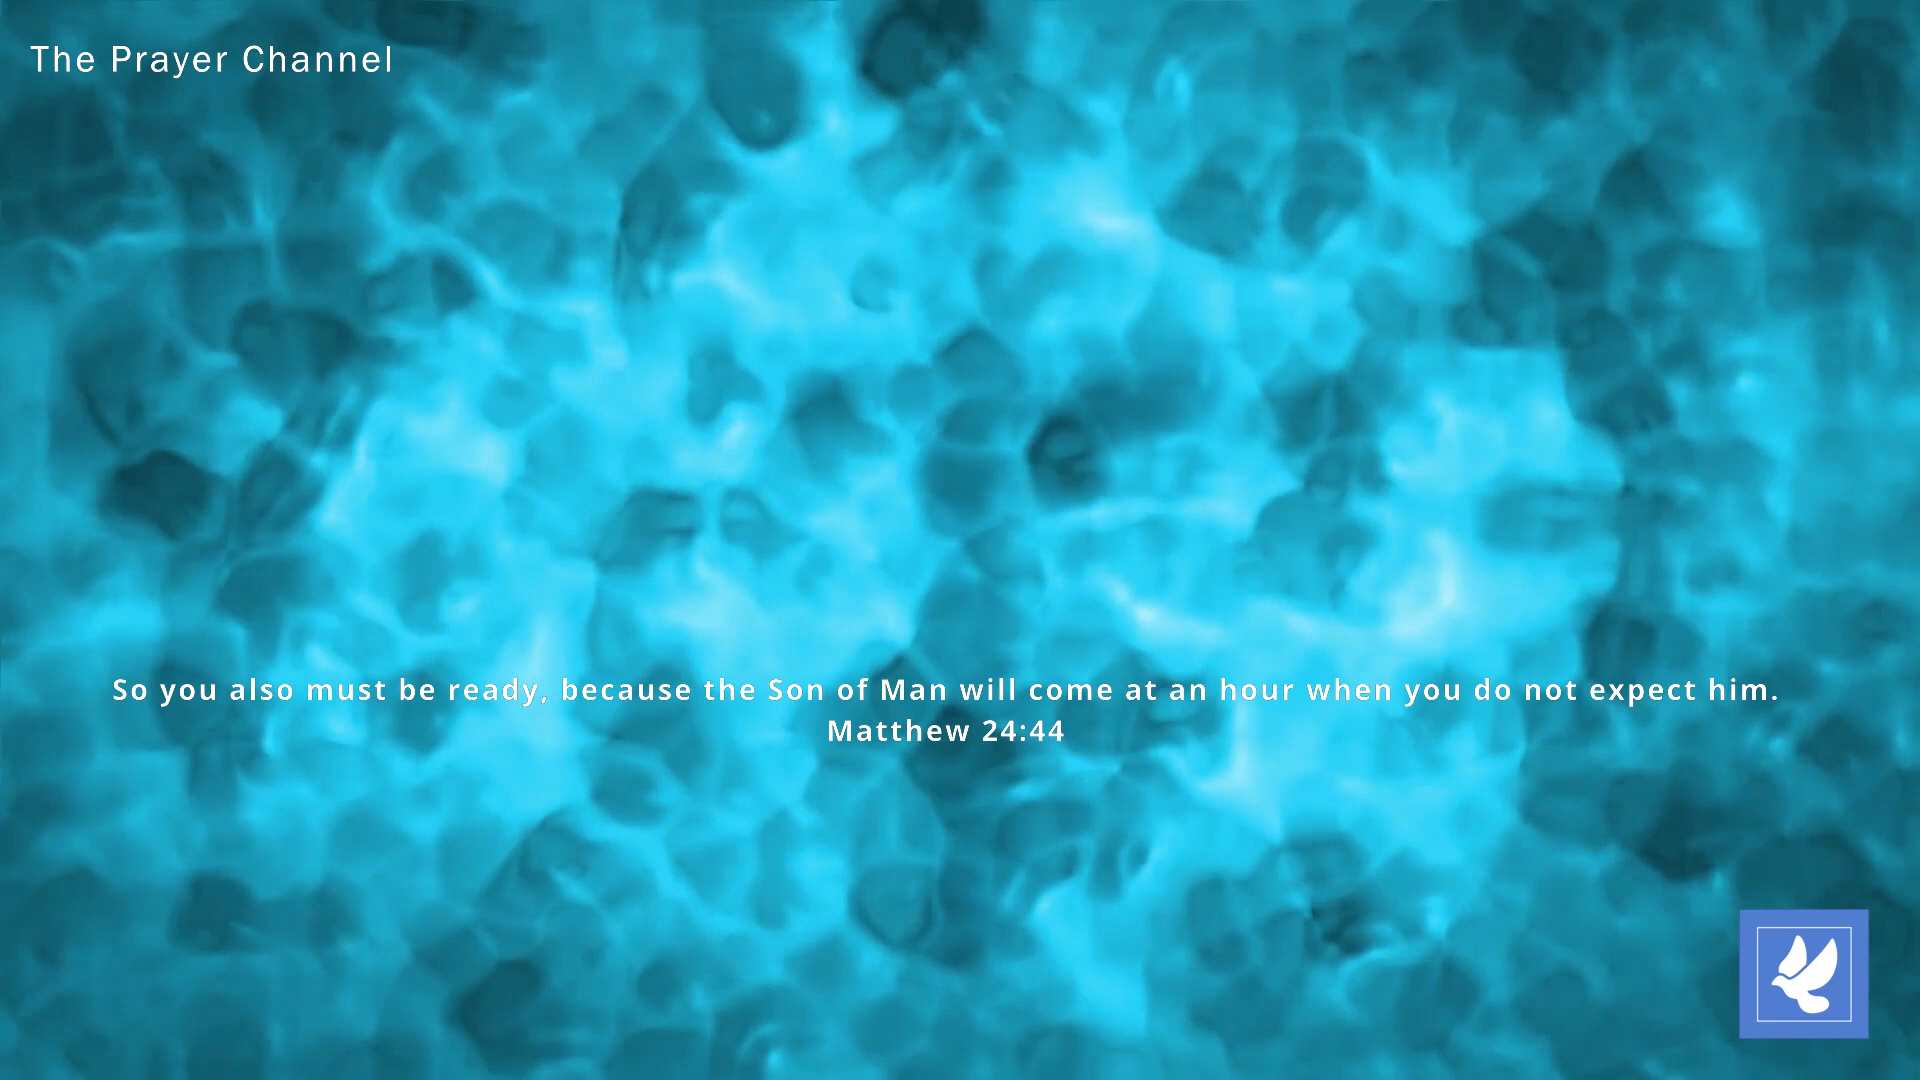 The Prayer Channel
So you also must be ready, because the Son of Man will come at an hour when you do not expect him.
Matthew 24:44